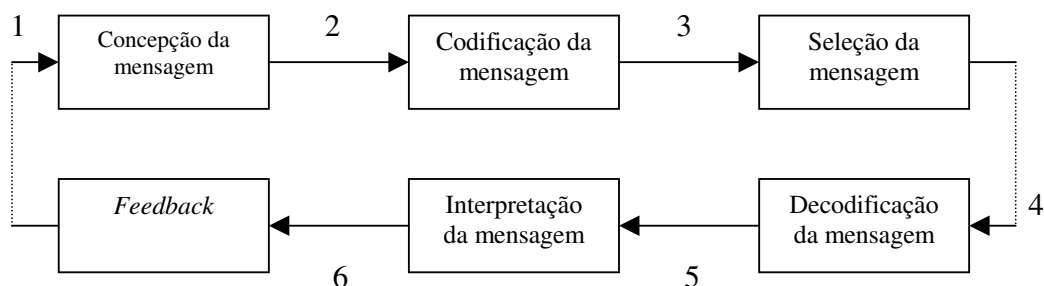 1
Concepção da
mensagem
2
Codificação da
mensagem
3
Seleção da
mensagem
4
Decodificação
da mensagem
5
Interpretação
da mensagem
6
Feedback